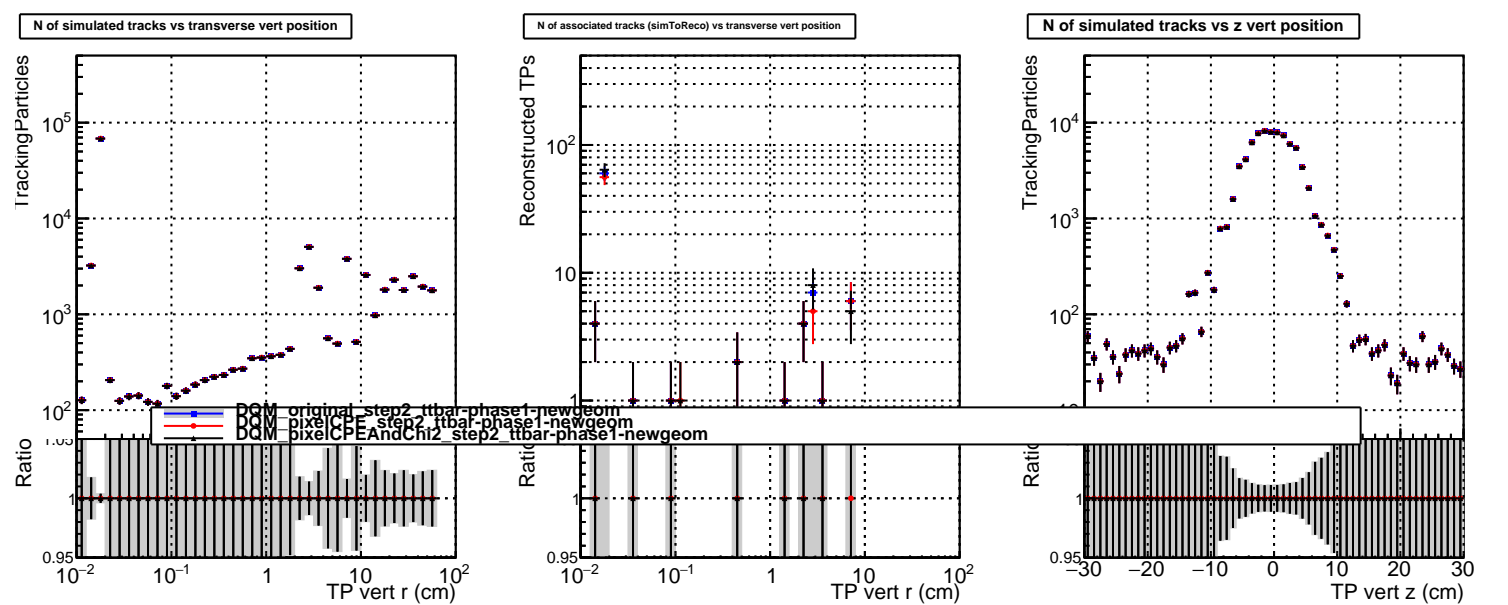 N of simulated tracks vs transverse vert position
TrackingParticles
10^5
10^4
10^3
10^2
Ratio
1
0.95
10^−2 10^−1 1 10 10^2
TP vert r (cm)
N of associated tracks (simToReco) vs transverse vert position
Reconstructed TPs
10^2
10
1
1
0.95
10^−2 10^−1 1 10 10^2
TP vert r (cm)
N of simulated tracks vs z vert position
TrackingParticles
10^4
10^3
10^2
10
Ratio
1
0.95
−30 −20 −10 0 10 20 30
TP vert z (cm)
DQM_original_step2_ttbar-phase1-newgeom
DQM_pixelCPE_step2_ttbar-phase1-newgeom
DQM_pixelCPEAndChi2_step2_ttbar-phase1-newgeom